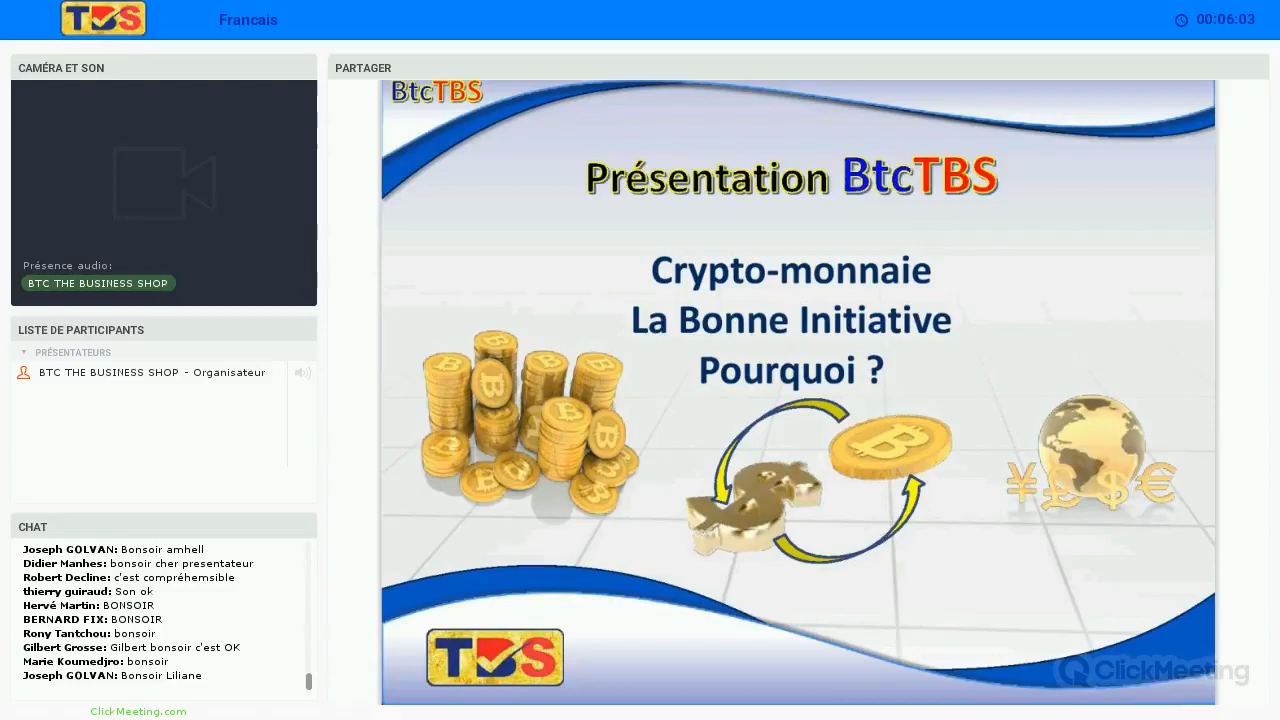 TBS
Francais
00:06:03
CAMÉRA ET SON
Présence audio:
BTC THE BUSINESS SHOP
LISTE DE PARTICIPANTS
PRÉSENTATEURS
BTC THE BUSINESS SHOP - Organisateur
CHAT
Joseph GOLVAN: Bonsoir amhell
Didier Manhes: bonsoir cher presentateur
Robert Decline: c'est compréhemsible
thierry guiraud: Son ok
Hervé Martin: BONSOIR
BERNARD FIX: BONSOIR
Rony Tantchou: bonsoir
Gilbert Grosse: Gilbert bonsoir c'est OK
Marie Koumedjro: bonsoir
Joseph GOLVAN: Bonsoir Liliane
ClickMeeting.com
PARTAGER
BtcTBS
Présentation BtcTBS
Crypto-monnaie
La Bonne Initiative
Pourquoi ?
¥ £ $ €
TBS
ClickMeeting